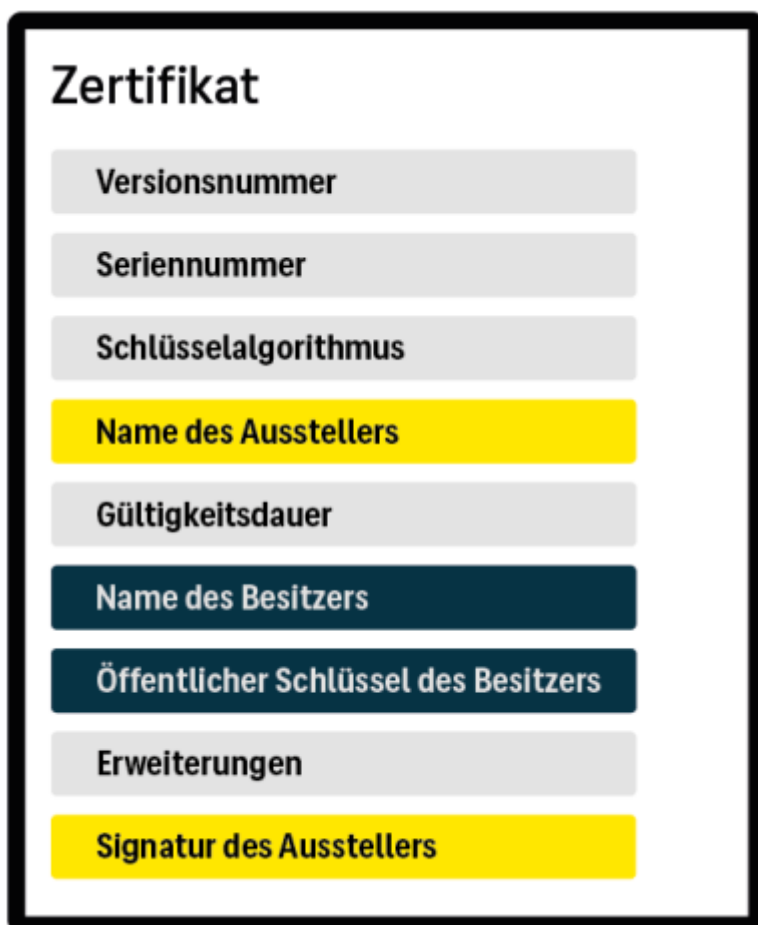 Zertifikat
Versionsnummer
Seriennummer
Schlüsselalgorithmus
Name des Ausstellers
Gültigkeitsdauer
Name des Besitzers
Öffentlicher Schlüssel des Besitzers
Erweiterungen
Signatur des Ausstellers